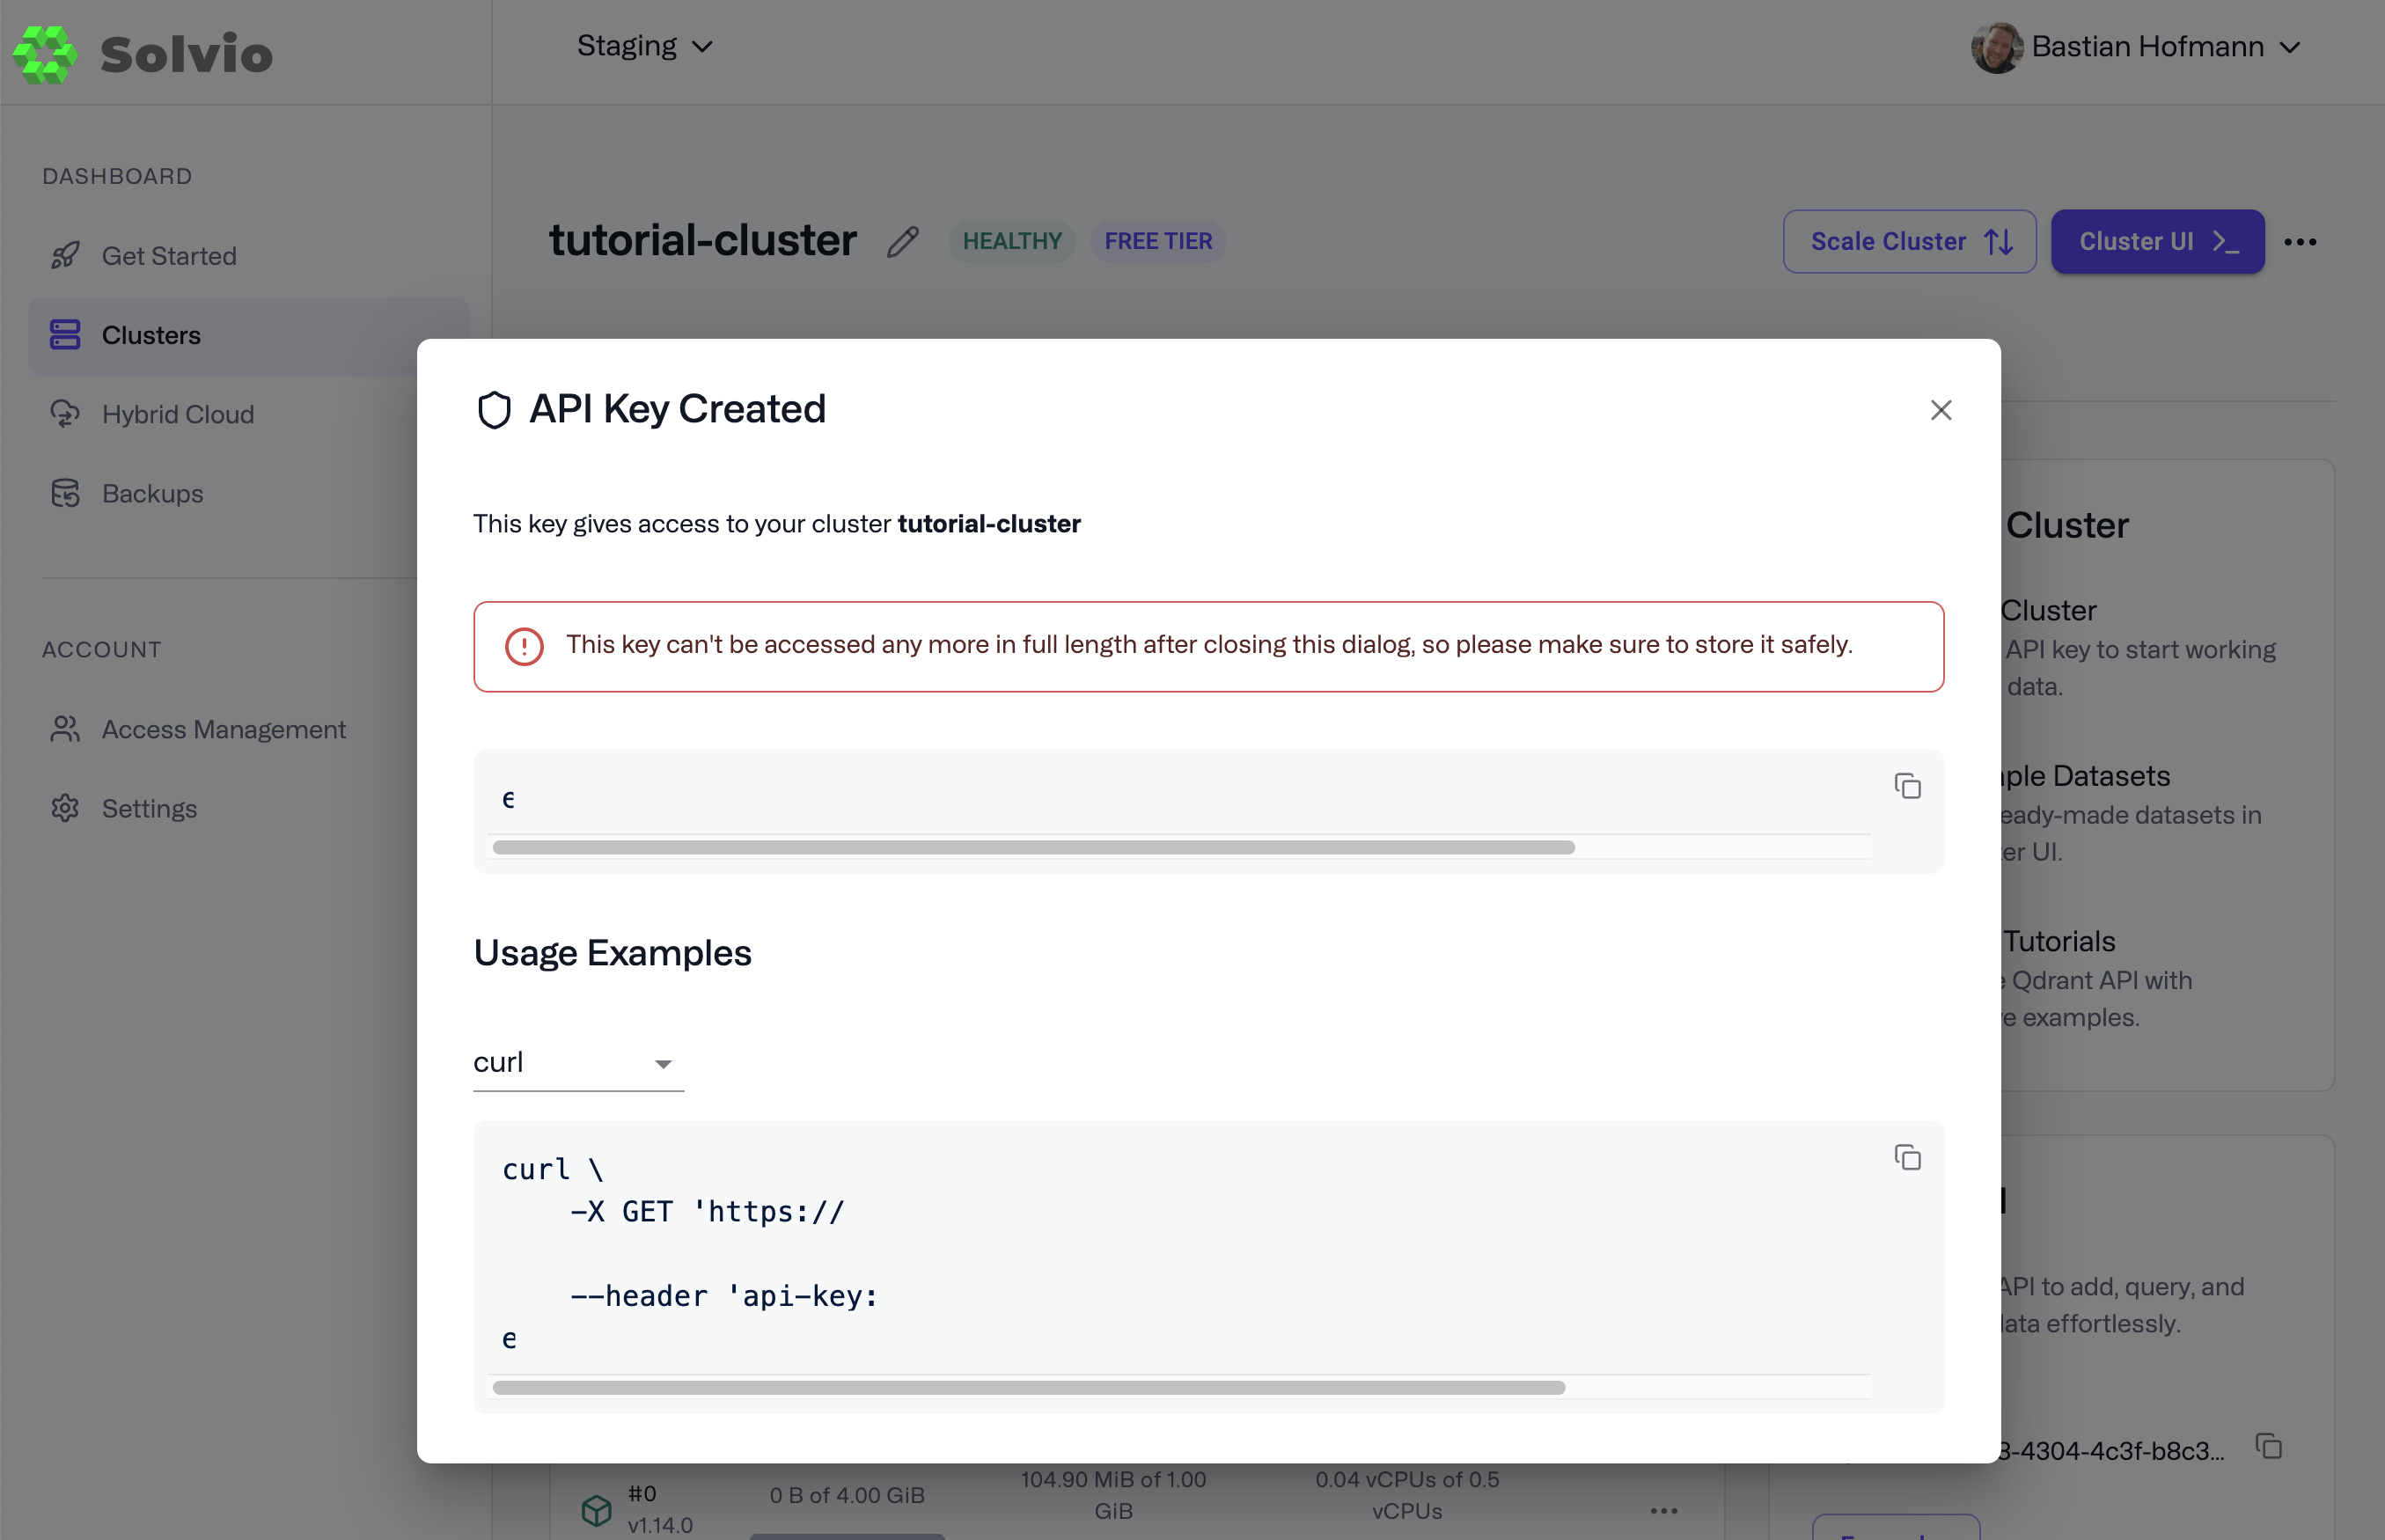 Solvio
Staging
Bastian Hofmann
DASHBOARD
Get Started
Clusters
Hybrid Cloud
Backups
ACCOUNT
Access Management
Settings
tutorial-cluster
HEALTHY
FREE TIER
Scale Cluster
Cluster UI
API Key Created
This key gives access to your cluster tutorial-cluster
This key can't be accessed any more in full length after closing this dialog, so please make sure to store it safely.
e
Usage Examples
curl
curl \
-X GET 'https://
--header 'api-key:
e
Cluster
Cluster
API key to start working
data.
Datasets
ready-made datasets in
UI.
Tutorials
Qdrant API with
examples.
API to add, query, and
data effortlessly.
-4304-4c3f-b8c3...
#0
v1.14.0
0 B of 4.00 GiB
104.90 MiB of 1.00
GiB
0.04 vCPUs of 0.5
vCPUs